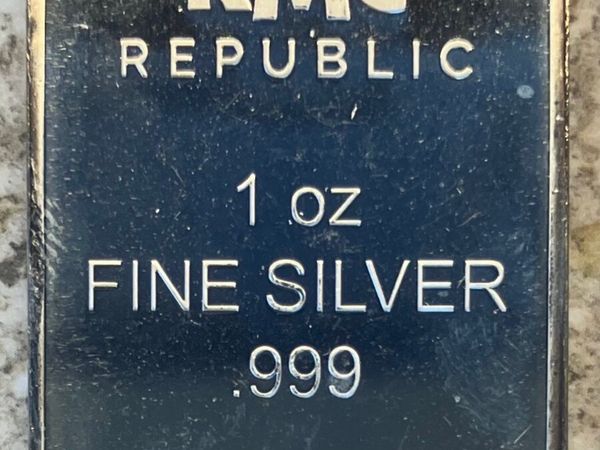 REPUBLIC
1 oz
FINE SILVER
.999